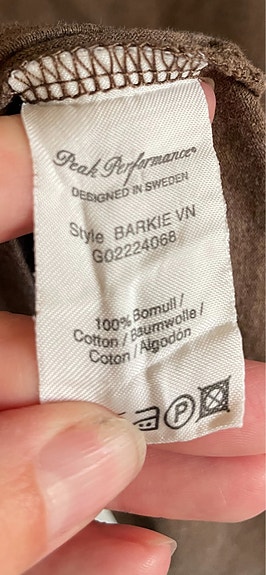 Peak Performance®
DESIGNED IN SWEDEN
Style BARKIE VN
G02224068
100% Bomull /
Cotton / Baumwolle /
Coton / Algodón
P